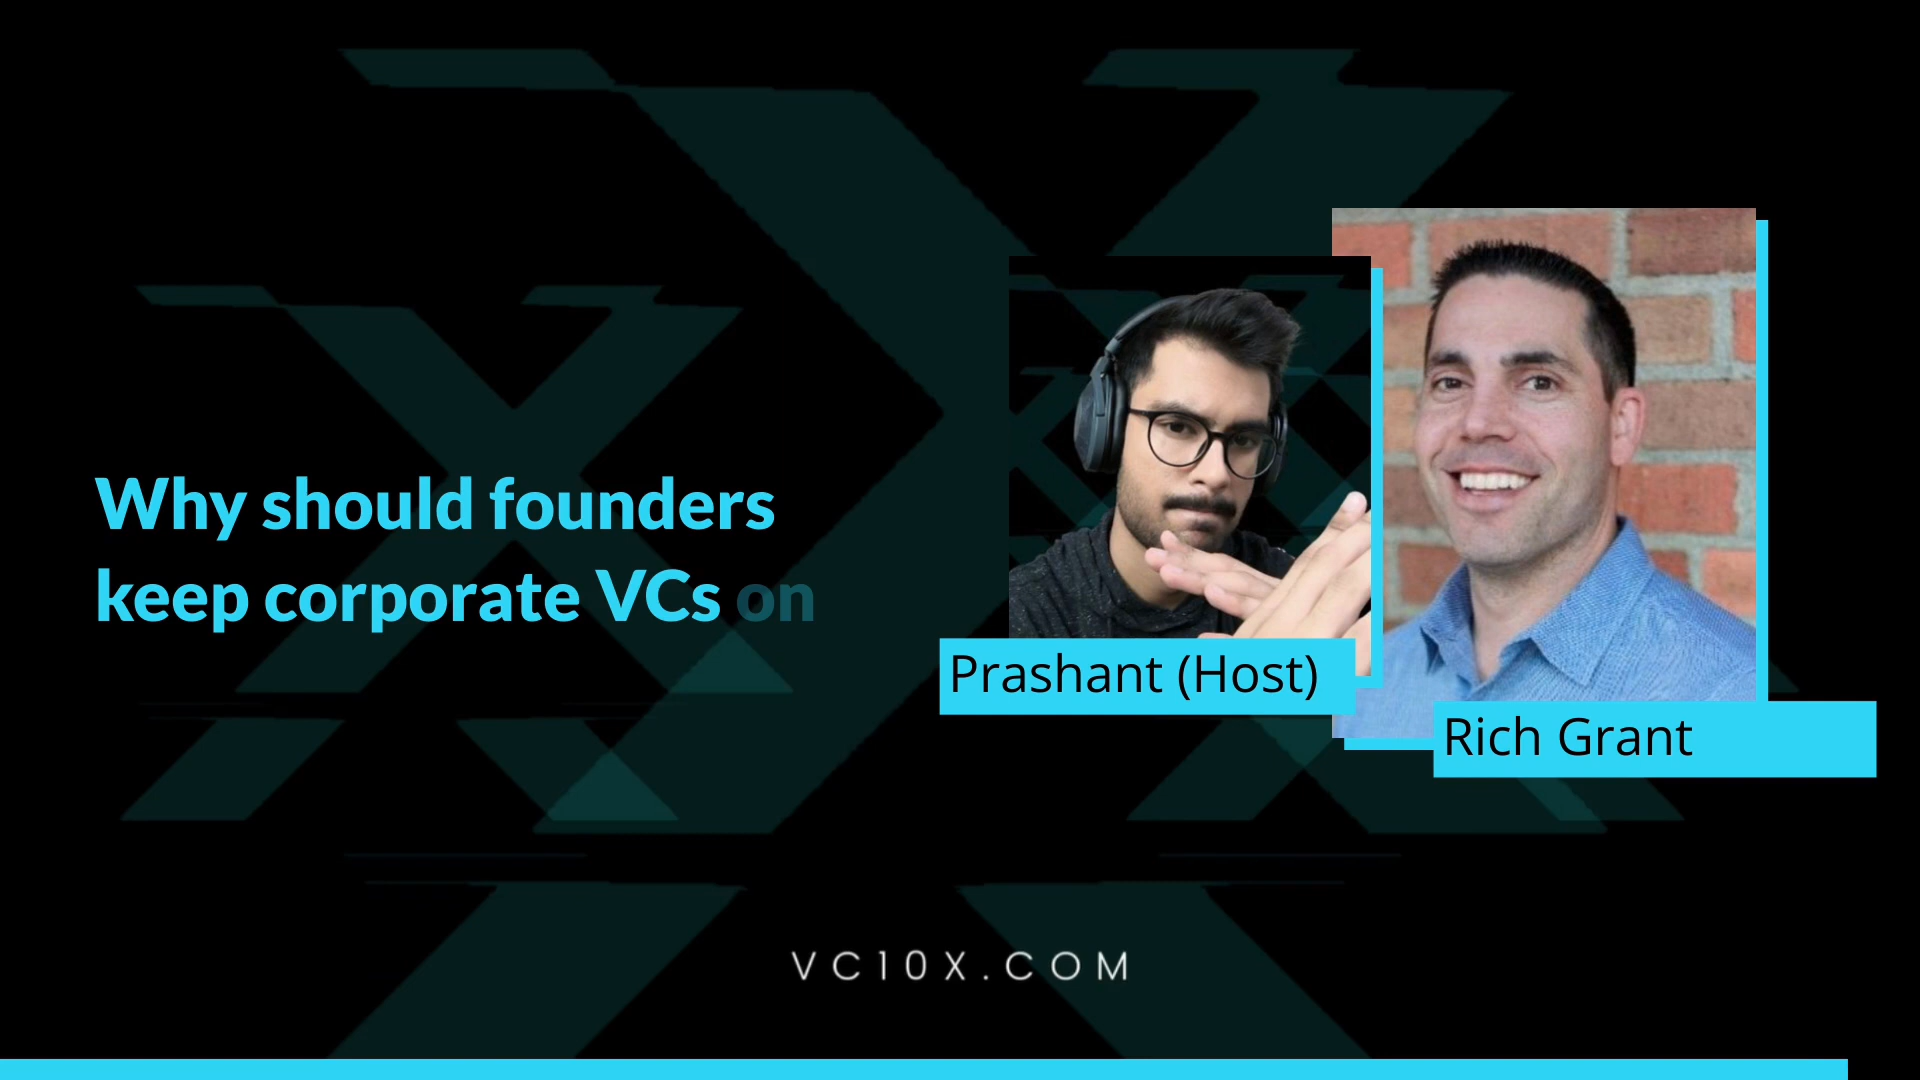 Why should founders
keep corporate VCs on
Prashant (Host)
Rich Grant
VC10X.COM